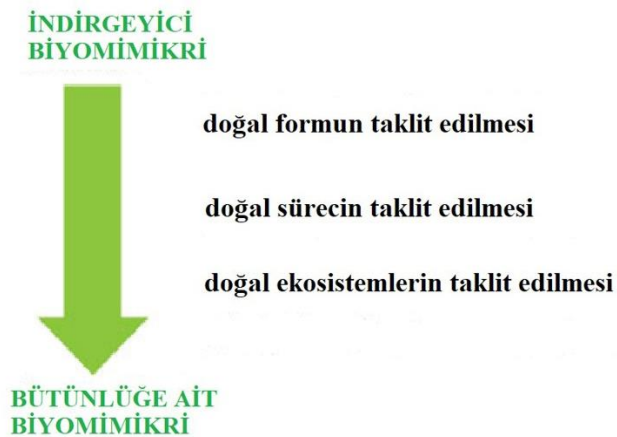 İNDİRGEYİCİ
BİYOMİMİKRİ
doğal formun taklit edilmesi
doğal sürecin taklit edilmesi
doğal ekosistemlerin taklit edilmesi
BÜTÜNLÜĞE AİT
BİYOMİMİKRİ